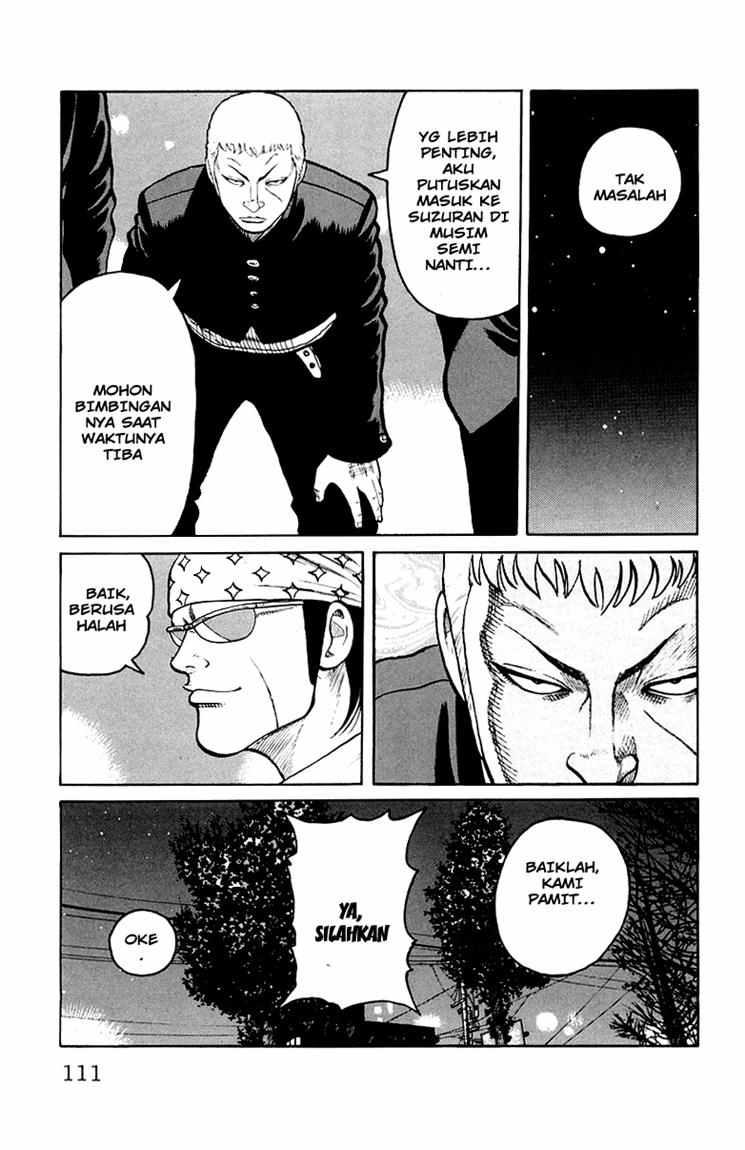 TAK
MASALAH
YG LEBIH
PENTING,
AKU
PUTUSKAN
MASUK KE
SUZURAN DI
MUSIM
SEMI
NANTI...
MOHON
BIMBINGAN
NYA SAAT
WAKTUNYA
TIBA
BAIK,
BERUSA
HALAH
BAIKLAH,
KAMI
PAMIT...
YA,
SILAHKAN
OKE
.
111